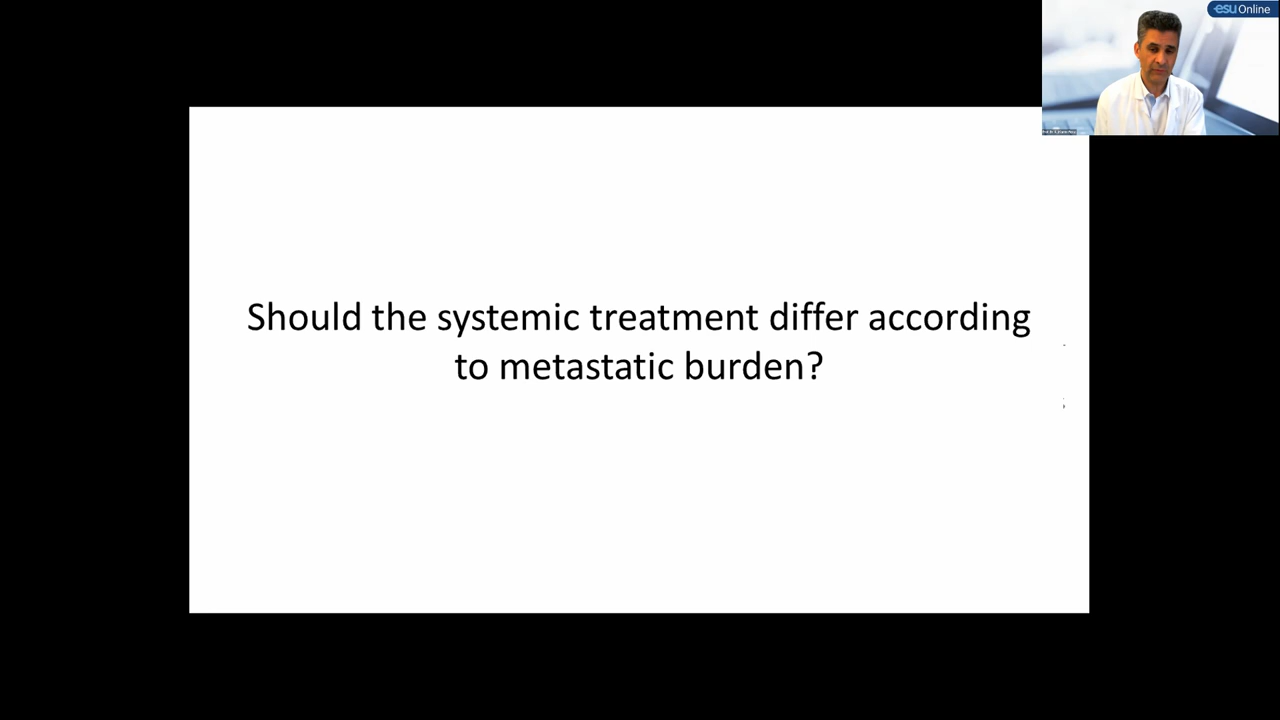 esu Online
Should the systemic treatment differ according
to metastatic burden?